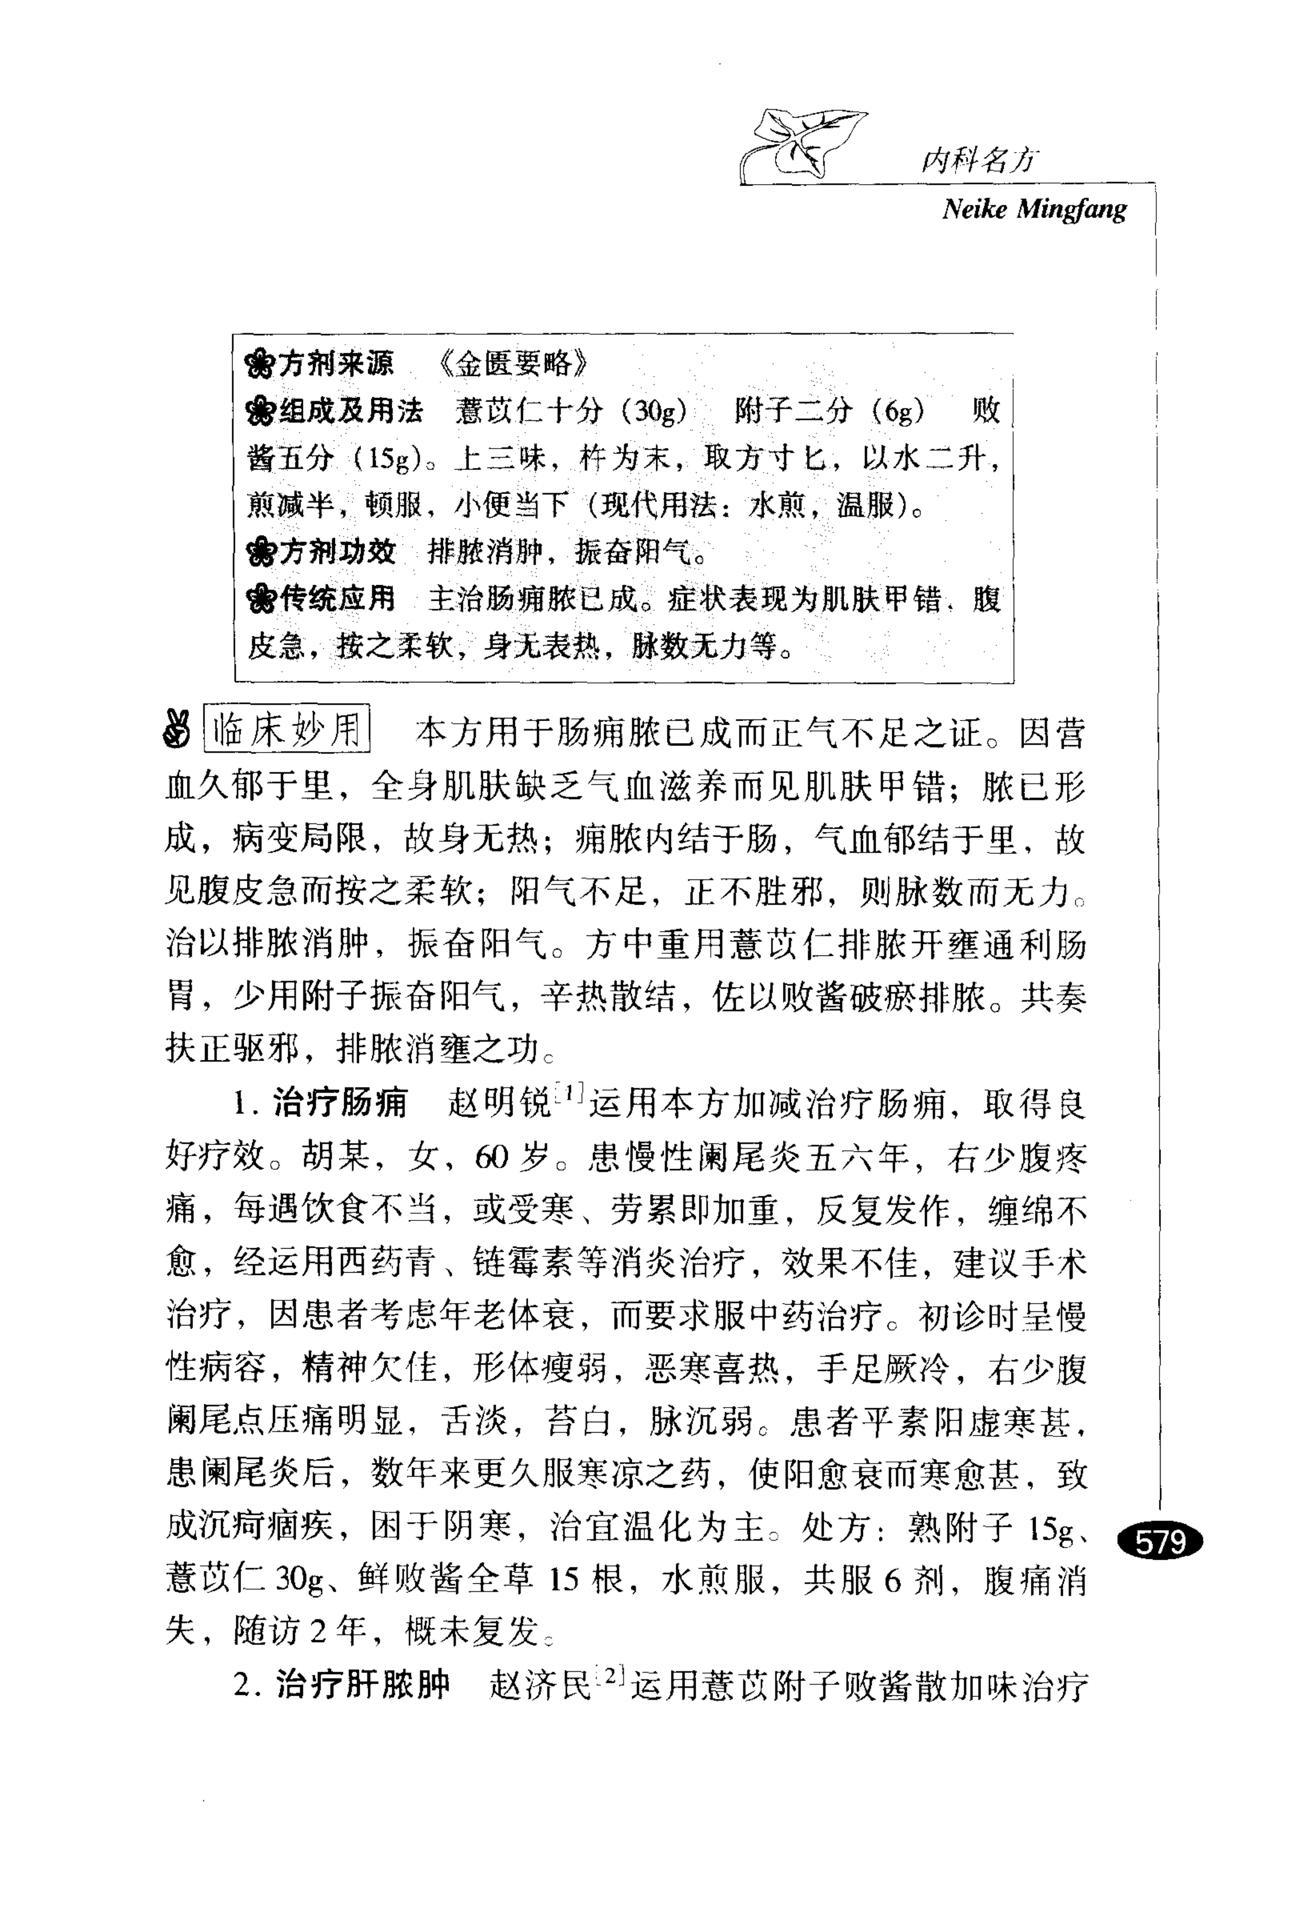 内科名方
Neike Mingfang
方剂来源 《金匮要略》
组成及用法 薏苡仁十分（30g） 附子二分（6g） 败
酱五分（15g）。上三味，杵为末，取方寸匕，以水二升，
煎减半，顿服，小便当下（现代用法：水煎，温服）。
方剂功效 排脓消肿，振奋阳气。
传统应用 主治肠痈脓已成。症状表现为肌肤甲错、腹
皮急，按之柔软，身无表热，脉数无力等。
临床妙用 本方用于肠痈脓已成而正气不足之证。因营
血久郁于里，全身肌肤缺乏气血滋养而见肌肤甲错；脓已形
成，病变局限，故身无热；痈脓内结于肠，气血郁结于里，故
见腹皮急而按之柔软；阳气不足，正不胜邪，则脉数而无力。
治以排脓消肿，振奋阳气。方中重用薏苡仁排脓开壅通利肠
胃，少用附子振奋阳气，辛热散结，佐以败酱破瘀排脓。共奏
扶正驱邪，排脓消壅之功。
1. 治疗肠痈 赵明锐[1]运用本方加减治疗肠痈，取得良
好疗效。胡某，女，60岁。患慢性阑尾炎五六年，右少腹疼
痛，每遇饮食不当，或受寒、劳累即加重，反复发作，缠绵不
愈，经运用西药青、链霉素等消炎治疗，效果不佳，建议手术
治疗，因患者考虑年老体衰，而要求服中药治疗。初诊时呈慢
性病容，精神欠佳，形体瘦弱，恶寒喜热，手足厥冷，右少腹
阑尾点压痛明显，舌淡，苔白，脉沉弱。患者平素阳虚寒甚，
患阑尾炎后，数年来更久服寒凉之药，使阳愈衰而寒愈甚，致
成沉疴痼疾，困于阴寒，治宜温化为主。处方：熟附子 15g、
薏苡仁 30g、鲜败酱全草 15 根，水煎服，共服 6 剂，腹痛消
失，随访 2 年，概未复发。
579
2. 治疗肝脓肿 赵济民[2]运用薏苡附子败酱散加味治疗